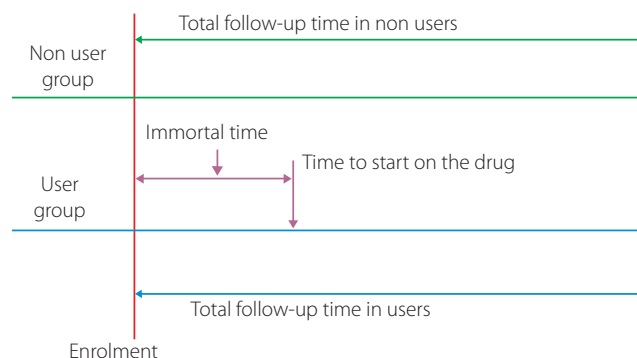 Total follow-up time in non users
Non user
group
Immortal time
Time to start on the drug
User
group
Total follow-up time in users
Enrolment